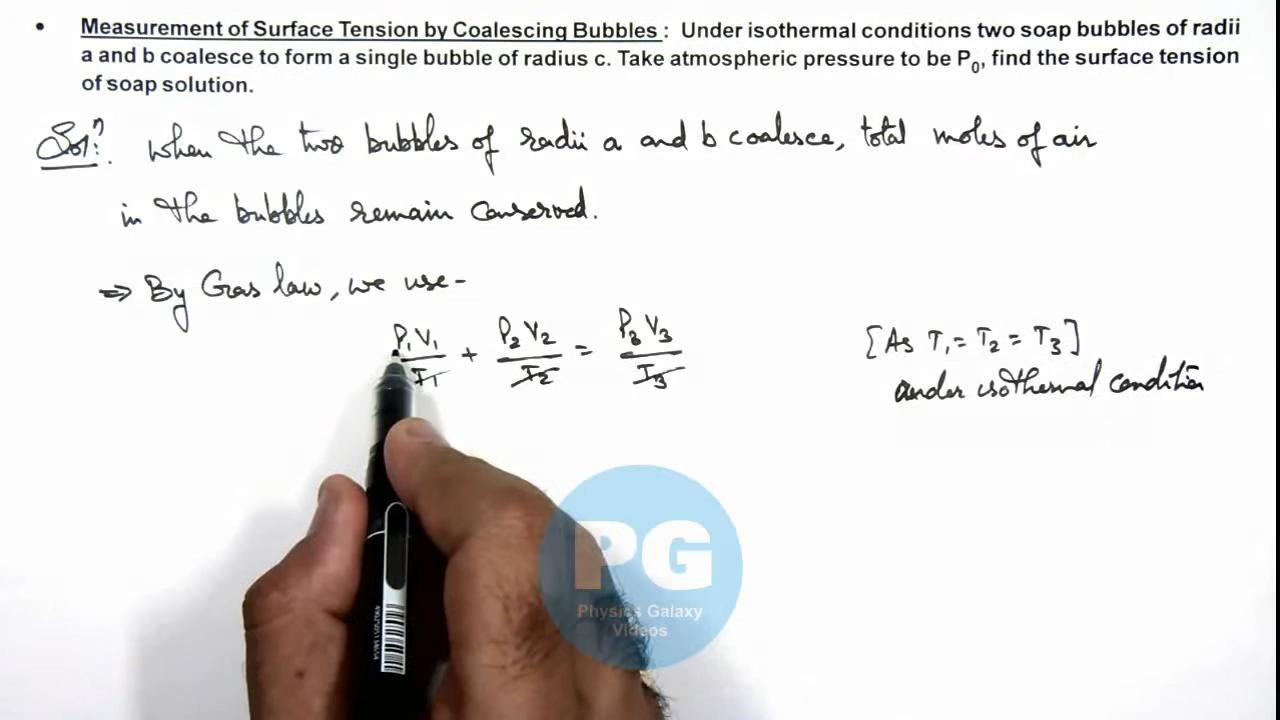 • Measurement of Surface Tension by Coalescing Bubbles : Under isothermal conditions two soap bubbles of radii
a and b coalesce to form a single bubble of radius c. Take atmospheric pressure to be P₀, find the surface tension
of soap solution.
Solⁿ: When the two bubbles of radii a and b coalesce, total moles of air
in the bubbles remain conserved.
⇒ By Gas law, we use -
P₁V₁/T₁ + P₂V₂/T₂ = P₃V₃/T₃
[As T₁ = T₂ = T₃]
under isothermal condition
PG
Physics Galaxy
Videos